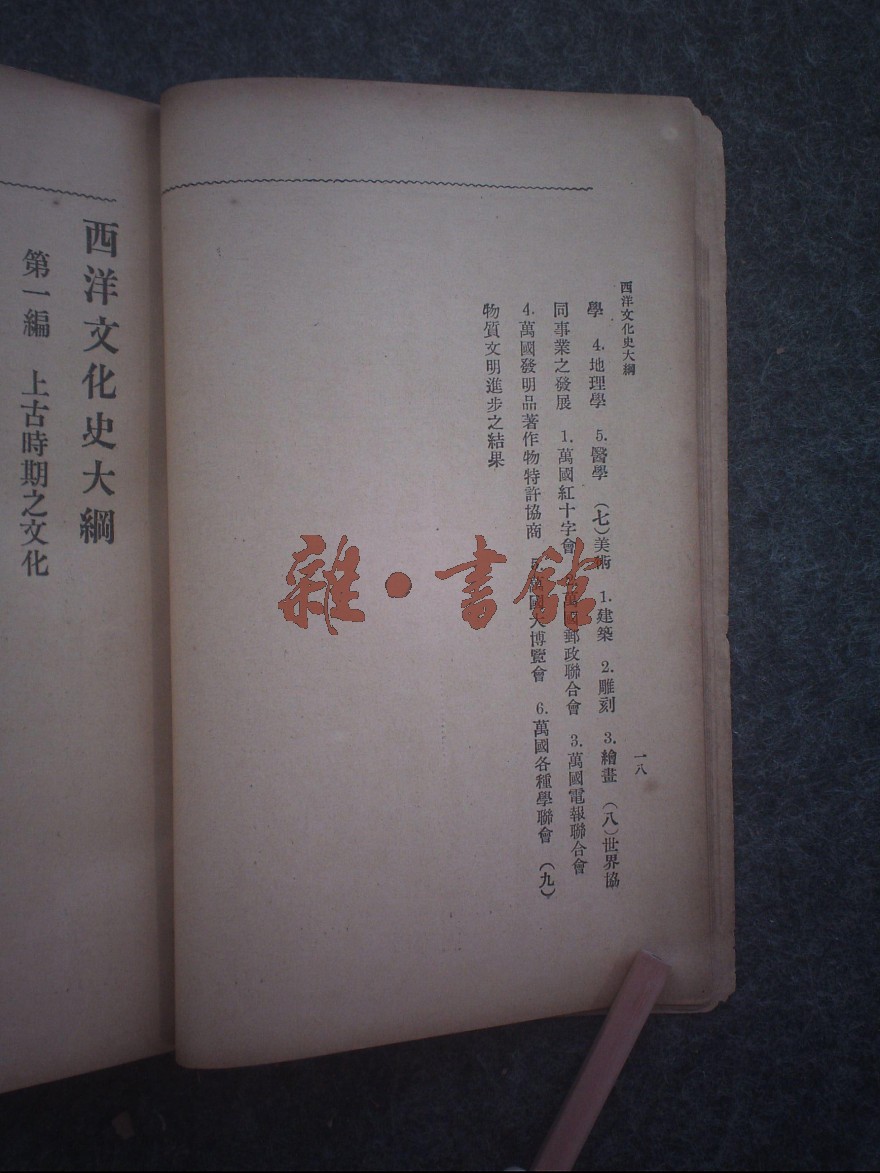 西洋文化史大綱
一八
學 4.地理學 5.醫學 (七)美術 1.建築 2.雕刻 3.繪畫 (八)世界協
同事業之發展 1.萬國紅十字會 2.萬國郵政聯合會 3.萬國電報聯合會
4.萬國發明品著作物特許協商 5.萬國大博覽會 6.萬國各種學聯會 (九)
物質文明進步之結果
西洋文化史大綱
第一編 上古時期之文化
雜·書館